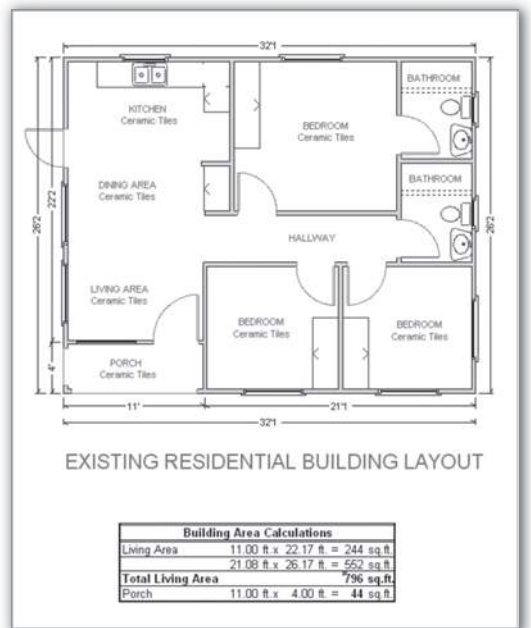 32'1
BATHROOM
KITCHEN
Ceramic Tiles
BEDROOM
Ceramic Tiles
BATHROOM
DINING AREA
Ceramic Tiles
26'2
22'2
26'2
HALLWAY
LIVING AREA
Ceramic Tiles
BEDROOM
Ceramic Tiles
BEDROOM
Ceramic Tiles
4'
PORCH
Ceramic Tiles
11'
21'1
32'1
EXISTING RESIDENTIAL BUILDING LAYOUT
Building Area Calculations
Living Area 11.00 ft. x 22.17 ft. = 244 sq.ft.
21.08 ft. x 26.17 ft. = 552 sq.ft.
Total Living Area 796 sq.ft.
Porch 11.00 ft. x 4.00 ft. = 44 sq.ft.